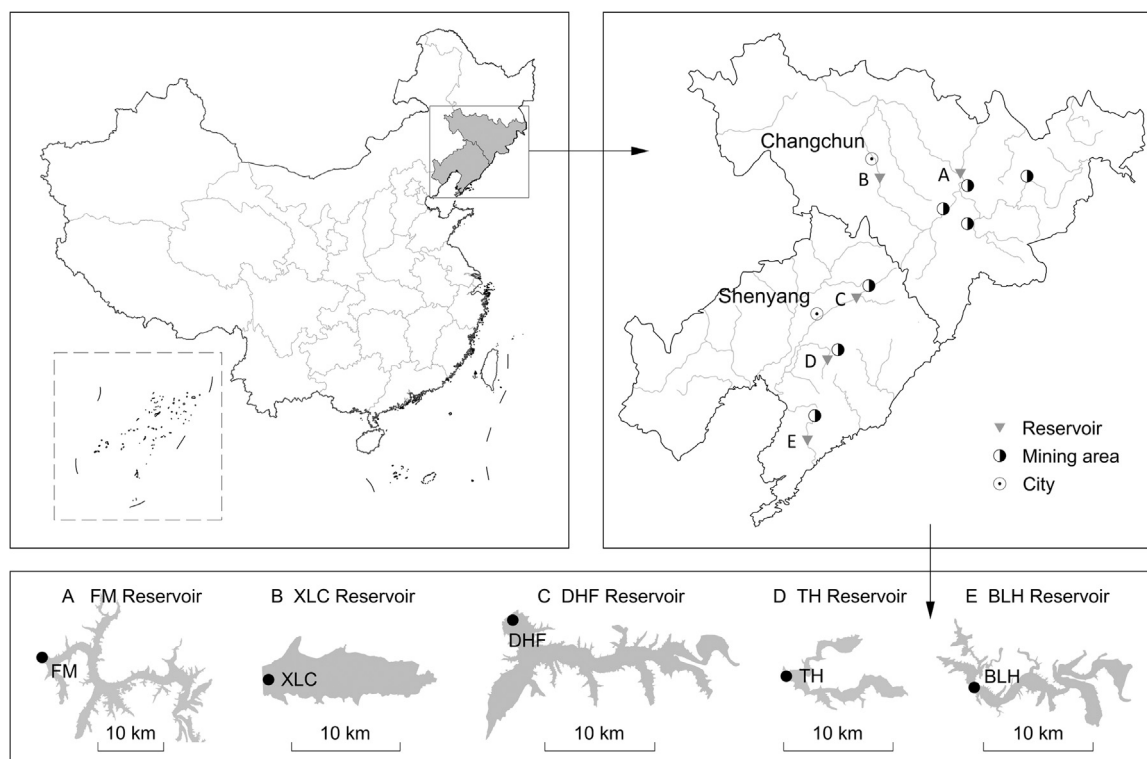 Changchun
B
A
Shenyang
C
D
E
Reservoir
Mining area
City
A FM Reservoir
B XLC Reservoir
C DHF Reservoir
D TH Reservoir
E BLH Reservoir
FM
XLC
DHF
TH
BLH
10 km
10 km
10 km
10 km
10 km